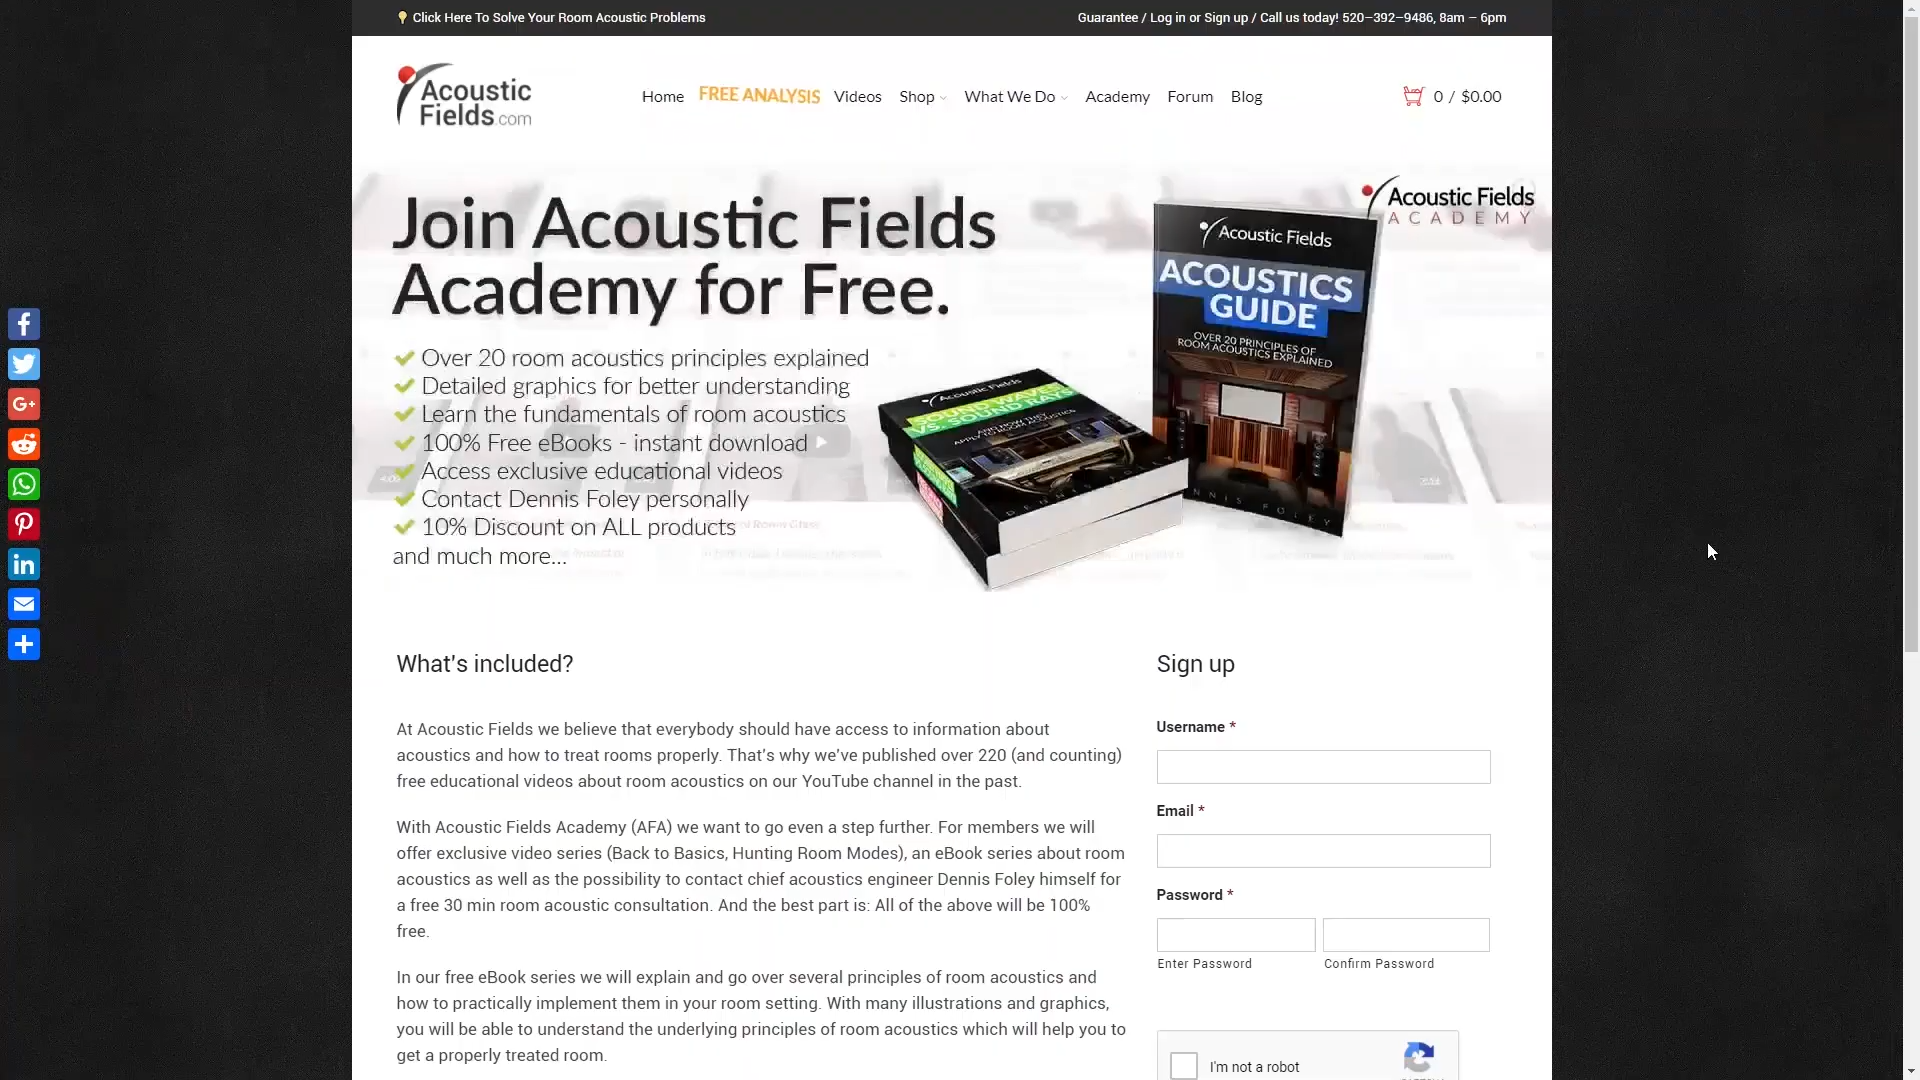 Click Here To Solve Your Room Acoustic Problems
Guarantee / Log in or Sign up / Call us today! 520–392–9486, 8am – 6pm
Acoustic
Fields.com
Home
FREE ANALYSIS
Videos
Shop
What We Do
Academy
Forum
Blog
0 / $0.00
Join Acoustic Fields
Academy for Free.
Over 20 room acoustics principles explained
Detailed graphics for better understanding
Learn the fundamentals of room acoustics
100% Free eBooks - instant download
Access exclusive educational videos
Contact Dennis Foley personally
10% Discount on ALL products
and much more...
Acoustic Fields
ACADEMY
Acoustic Fields
ACOUSTICS
GUIDE
OVER 20 PRINCIPLES OF
ROOM ACOUSTICS EXPLAINED
Acoustic Fields
SOUND WAVES
VS. SOUND RAYS
AND HOW THEY
APPLY TO ROOM ACOUSTICS
What's included?
At Acoustic Fields we believe that everybody should have access to information about
acoustics and how to treat rooms properly. That's why we've published over 220 (and counting)
free educational videos about room acoustics on our YouTube channel in the past.
With Acoustic Fields Academy (AFA) we want to go even a step further. For members we will
offer exclusive video series (Back to Basics, Hunting Room Modes), an eBook series about room
acoustics as well as the possibility to contact chief acoustics engineer Dennis Foley himself for
a free 30 min room acoustic consultation. And the best part is: All of the above will be 100%
free.
In our free eBook series we will explain and go over several principles of room acoustics and
how to practically implement them in your room setting. With many illustrations and graphics,
you will be able to understand the underlying principles of room acoustics which will help you to
get a properly treated room.
Sign up
Username *
Email *
Password *
Enter Password
Confirm Password
I'm not a robot